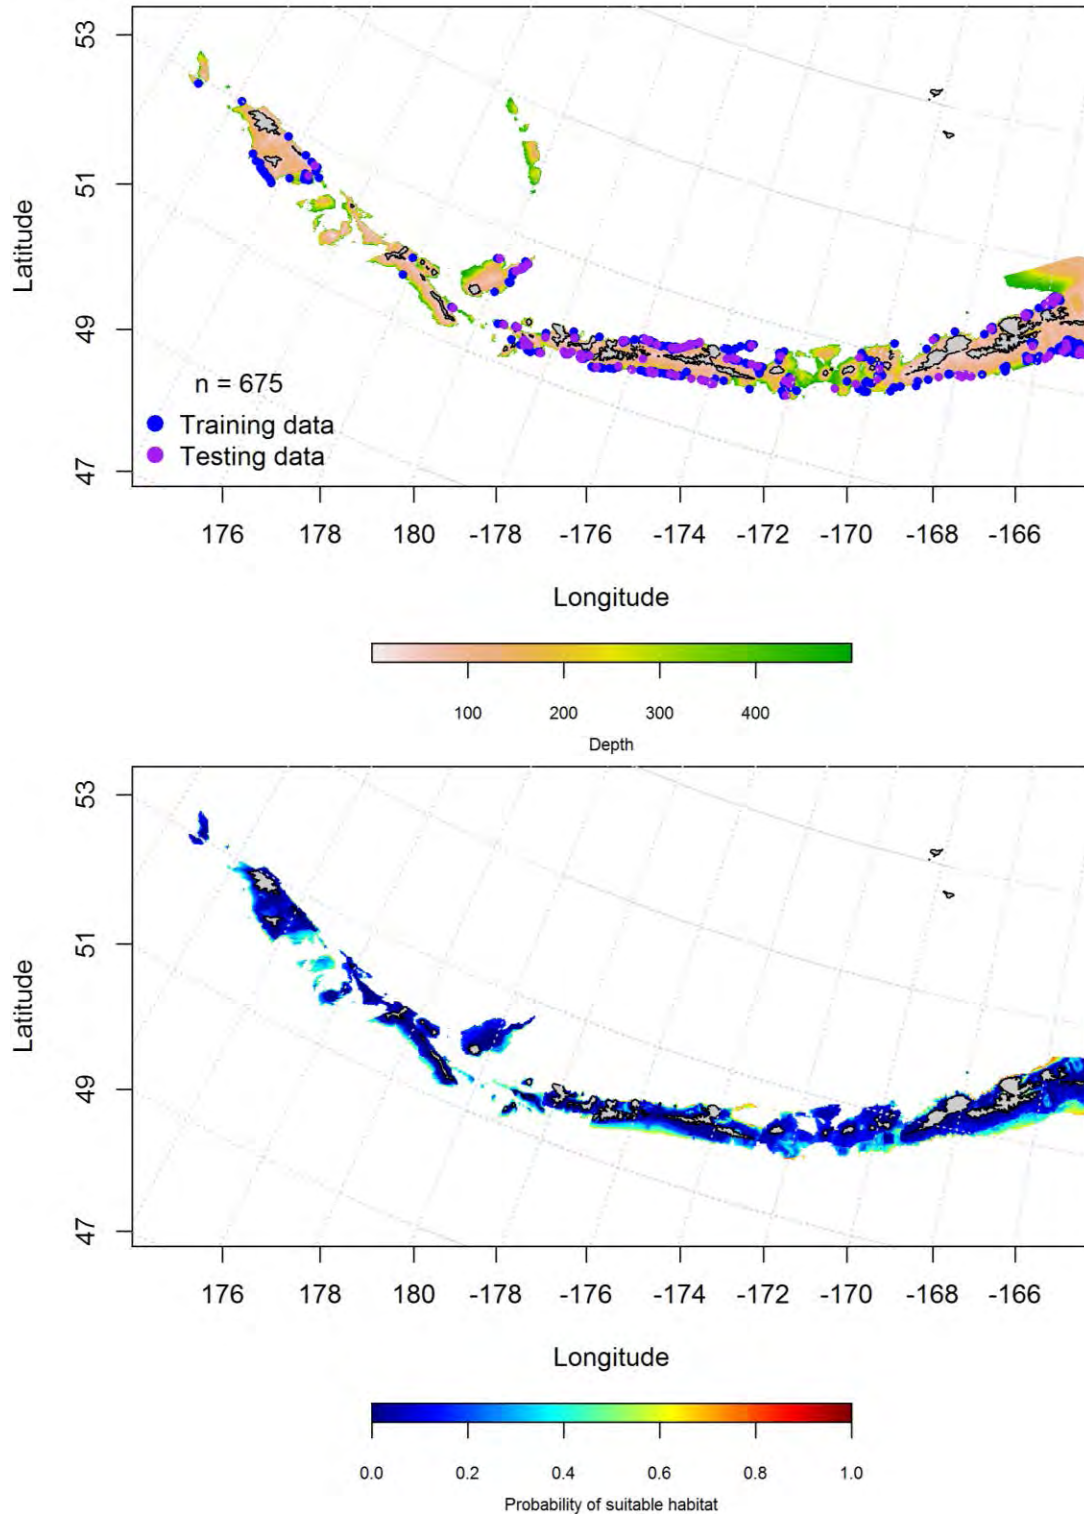 53
51
49
47
Latitude
n = 675
Training data
Testing data
176 178 180 -178 -176 -174 -172 -170 -168 -166
Longitude
100 200 300 400
Depth
53
51
49
47
Latitude
176 178 180 -178 -176 -174 -172 -170 -168 -166
Longitude
0.0 0.2 0.4 0.6 0.8 1.0
Probability of suitable habitat